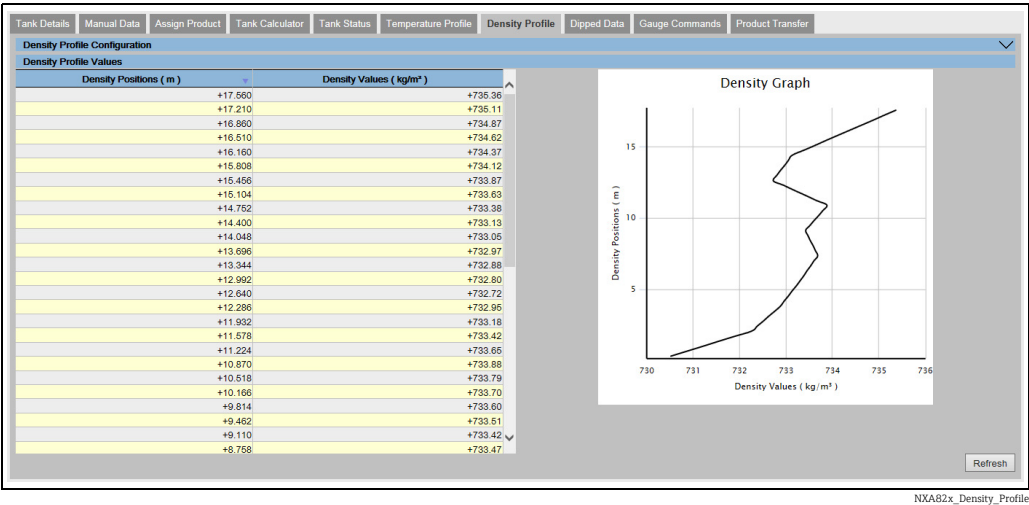 Tank Details Manual Data Assign Product Tank Calculator Tank Status Temperature Profile Density Profile Dipped Data Gauge Commands Product Transfer
Density Profile Configuration
Density Profile Values
Density Positions ( m ) Density Values ( kg/m³ )
+17.560 +735.36
+17.210 +735.11
+16.860 +734.87
+16.510 +734.62
+16.160 +734.37
+15.808 +734.12
+15.456 +733.87
+15.104 +733.63
+14.752 +733.38
+14.400 +733.13
+14.048 +733.05
+13.696 +732.97
+13.344 +732.88
+12.992 +732.80
+12.640 +732.72
+12.286 +732.95
+11.932 +733.18
+11.578 +733.42
+11.224 +733.65
+10.870 +733.88
+10.518 +733.79
+10.166 +733.70
+9.814 +733.60
+9.462 +733.51
+9.110 +733.42
+8.758 +733.47
Density Graph
Density Positions ( m )
15
10
5
730 731 732 733 734 735 736
Density Values ( kg/m³ )
Refresh
NXA82x_Density_Profile